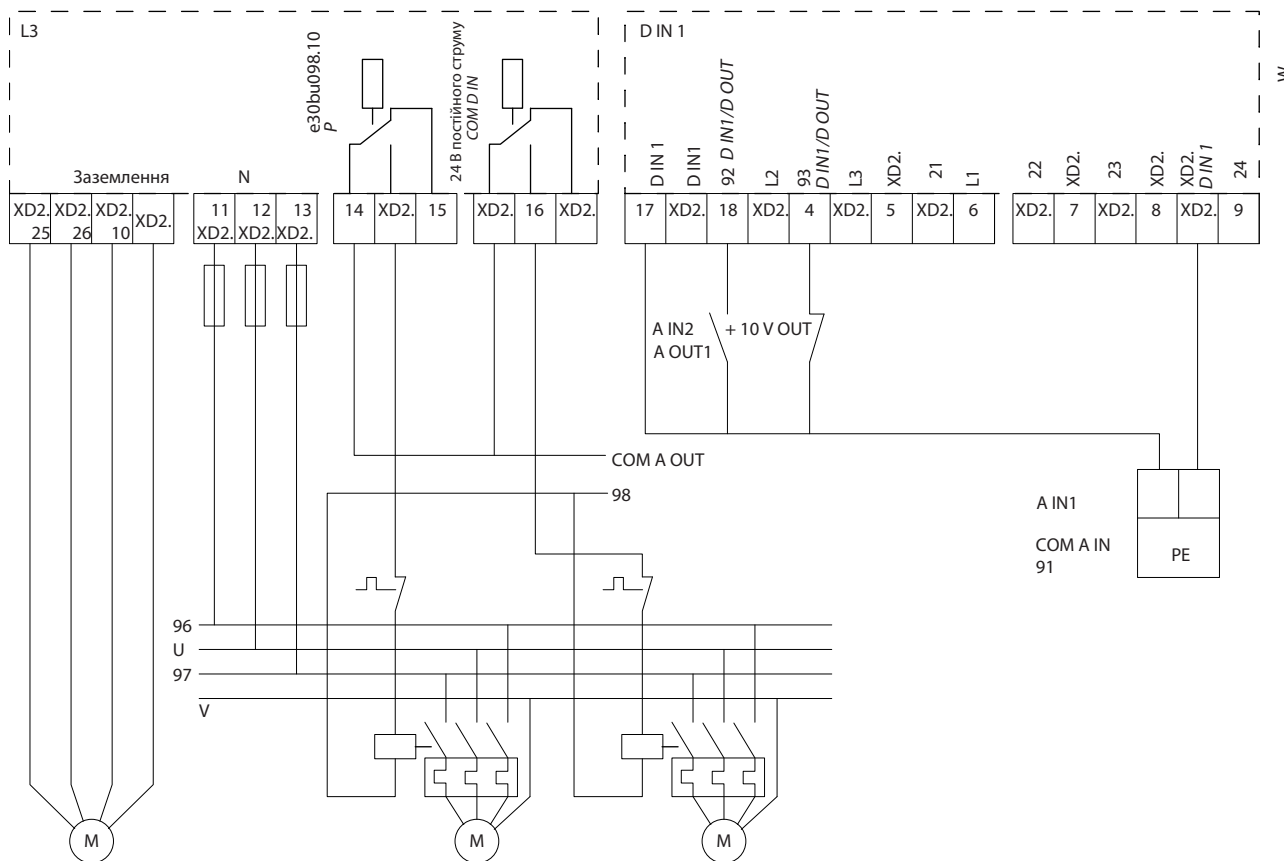 L3
D IN 1
W
e30bu098.10
P
24 В постійного струму
COM D IN
D IN 1
D IN1
92 D IN1/D OUT
L2
93
D IN1/D OUT
L3
XD2.
21
L1
22
XD2.
23
XD2.
XD2.
D IN 1
24
Заземлення
N
XD2.
25
XD2.
26
XD2.
10
XD2.
11
XD2.
12
XD2.
13
XD2.
14
XD2.
15
XD2.
16
XD2.
17
XD2.
18
XD2.
4
XD2.
5
XD2.
6
XD2.
7
XD2.
8
XD2.
9
A IN2
A OUT1
+ 10 V OUT
COM A OUT
98
A IN1
COM A IN
91
PE
96
U
97
V
M
M
M